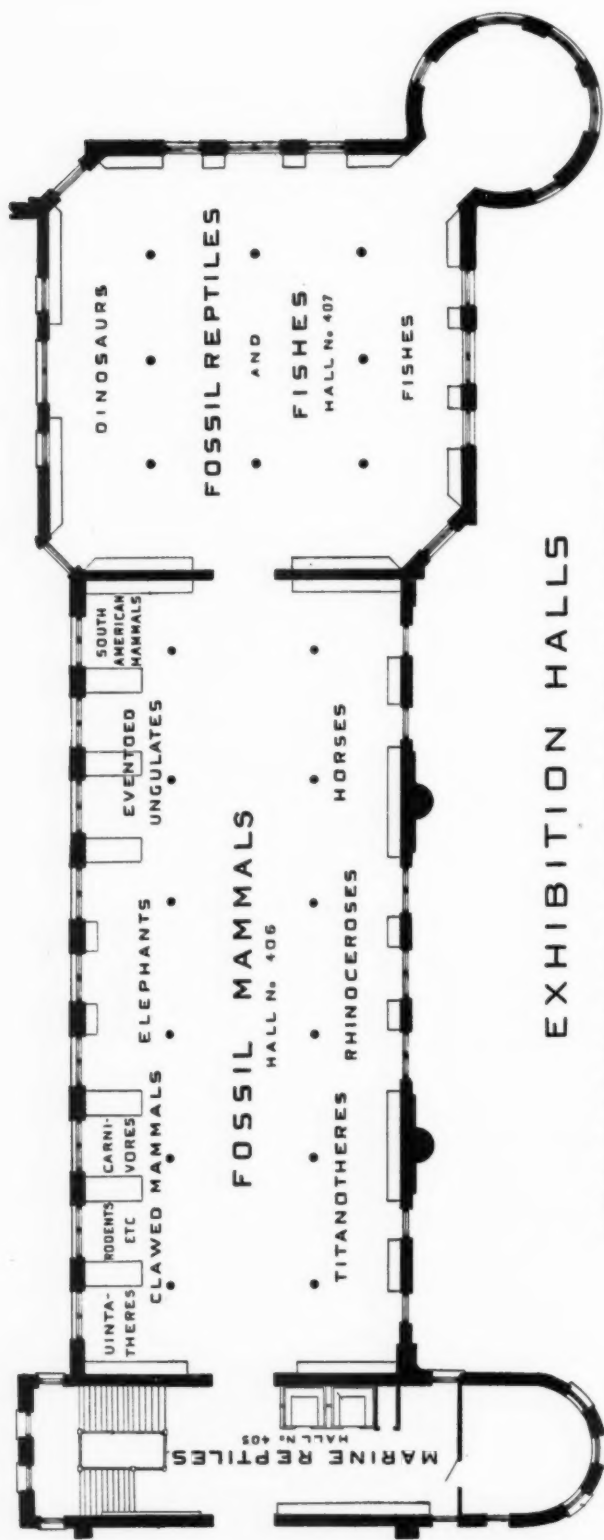 MARINE REPTILES
HALL No 405
UINTA-
THERES
RODENTS
ETC
CARNI-
VORES
CLAWED MAMMALS
ELEPHANTS
EVENTOED
UNGULATES
SOUTH
AMERICAN
MAMMALS
FOSSIL MAMMALS
HALL No 406
TITANOTHERES
RHINOCEROSES
HORSES
DINOSAURS
FOSSIL REPTILES
AND
FISHES
HALL No 407
FISHES
EXHIBITION HALLS